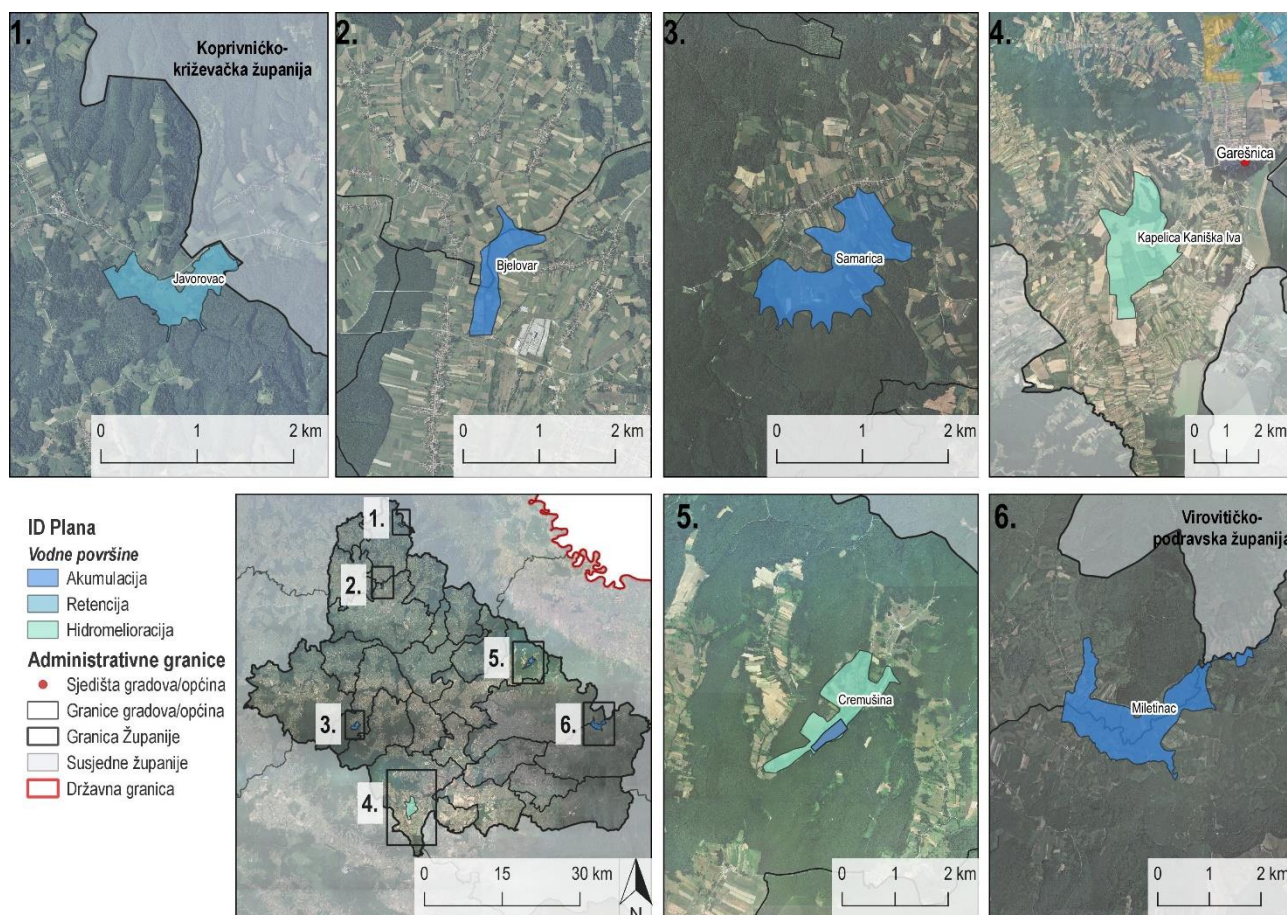 1.
Koprivničko-
križevačka županija
Javorovac
0 1 2 km
2.
Bjelovar
0 1 2 km
3.
Samarica
0 1 2 km
4.
Garešnica
Kapelica Kaniška Iva
0 1 2 km
ID Plana
Vodne površine
Akumulacija
Retencija
Hidromelioracija
Administrativne granice
Sjedišta gradova/općina
Granice gradova/općina
Granica Županije
Susjedne županije
Državna granica
1.
2.
3.
4.
5.
6.
0 15 30 km
N
5.
Cremušina
0 1 2 km
6.
Virovitičko-
podravska županija
Miletinac
0 1 2 km